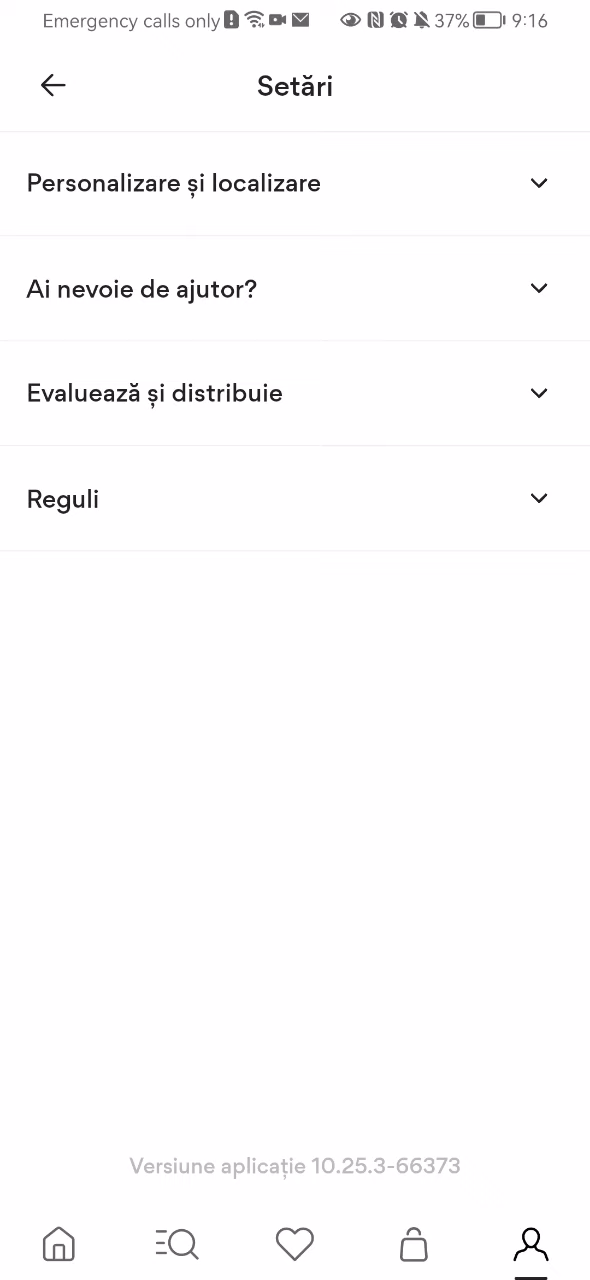 Emergency calls only 37% 9:16
Setări
Personalizare și localizare
Ai nevoie de ajutor?
Evaluează și distribuie
Reguli
Versiune aplicație 10.25.3-66373